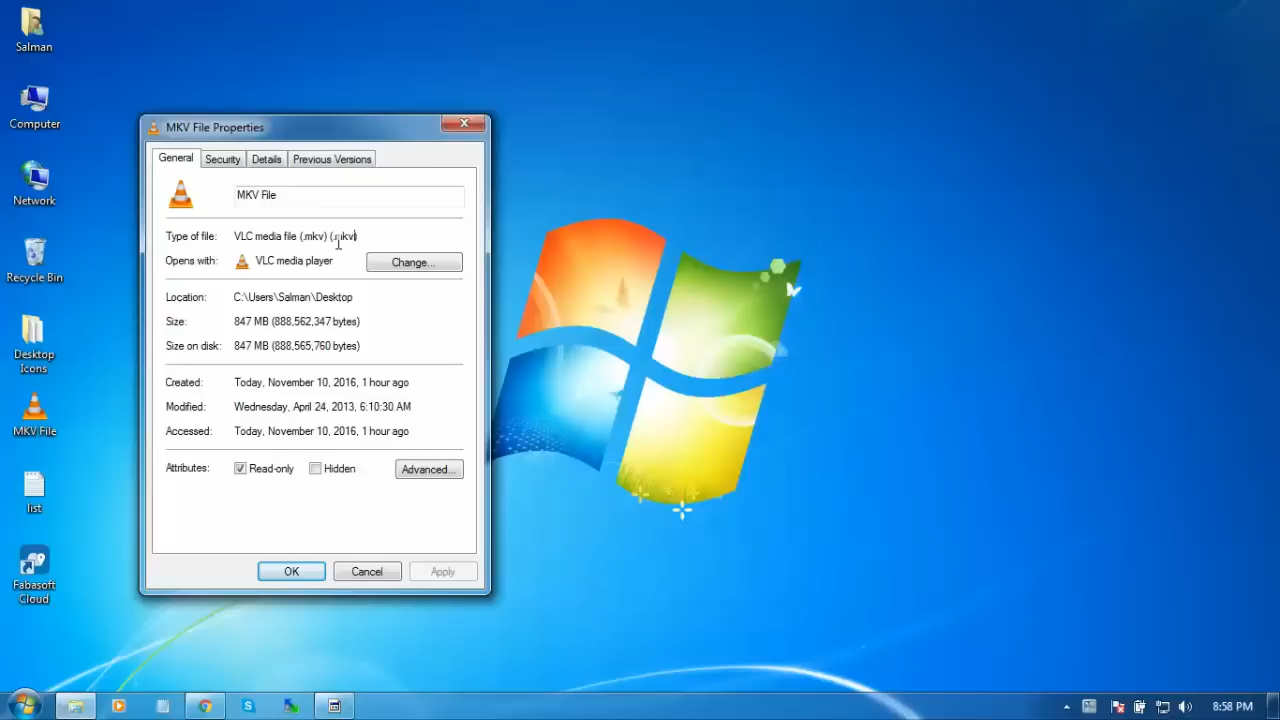 Salman
Computer
Network
Recycle Bin
Desktop
Icons
MKV File
list
Fabasoft
Cloud
MKV File Properties
General Security Details Previous Versions
MKV File
Type of file: VLC media file (.mkv) (.mkv)
Opens with: VLC media player Change...
Location: C:\Users\Salman\Desktop
Size: 847 MB (888,562,347 bytes)
Size on disk: 847 MB (888,565,760 bytes)
Created: Today, November 10, 2016, 1 hour ago
Modified: Wednesday, April 24, 2013, 6:10:30 AM
Accessed: Today, November 10, 2016, 1 hour ago
Attributes: Read-only Hidden Advanced...
OK Cancel Apply
8:58 PM